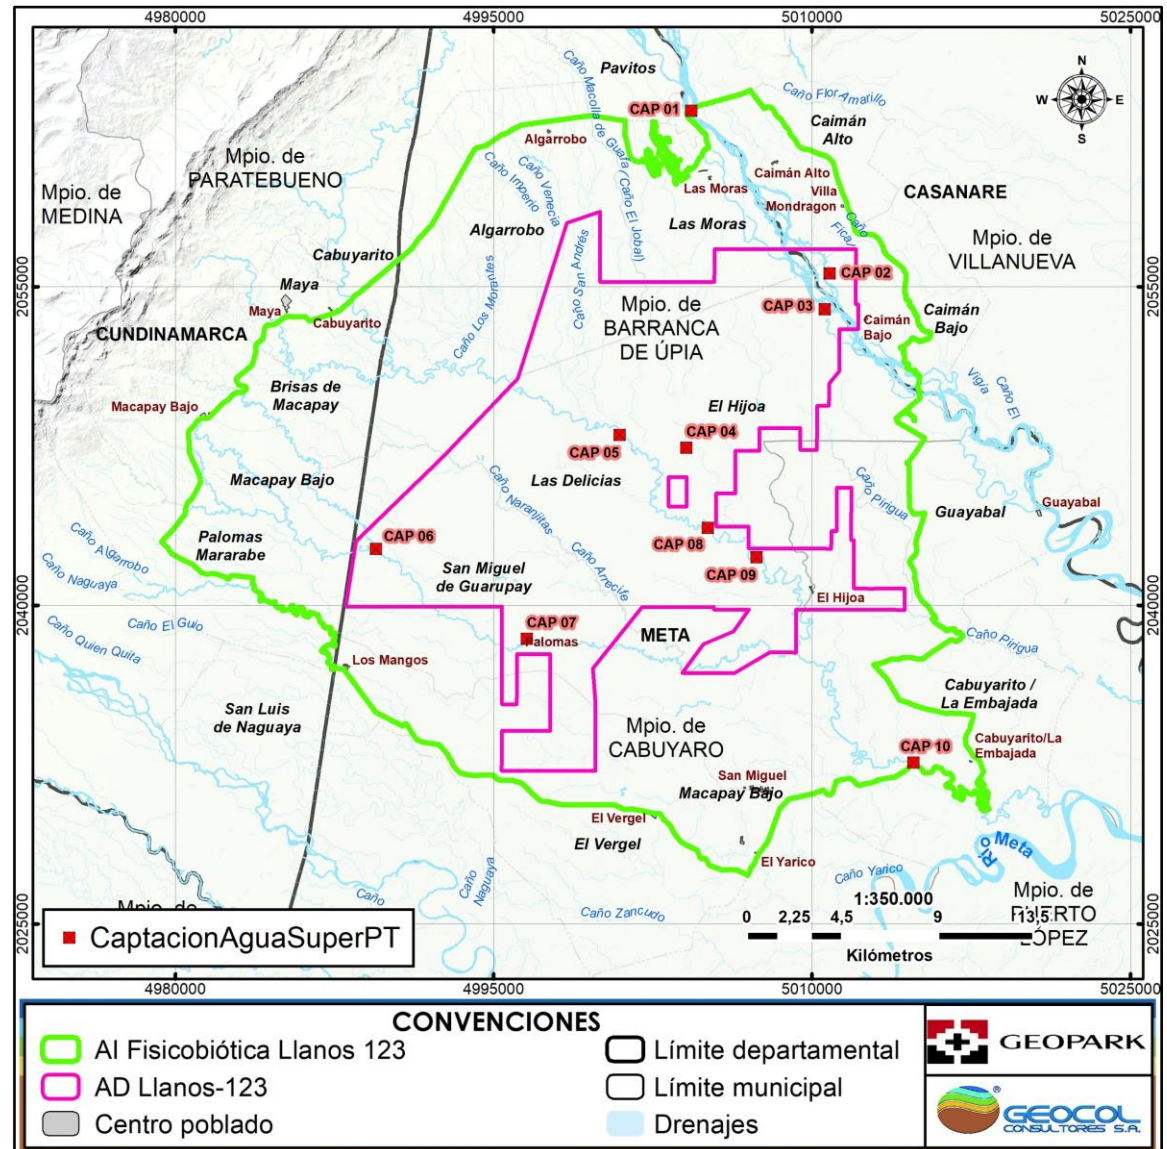 4980000
4995000
5010000
5025000
Pavitos
CAP 01
Caño Flor Amarillo
Caimán
Alto
N
W
E
S
Algarrobo
Caño Macolla de Guafa (Caño El Jobal)
Mpio. de
PARATEBUENO
Mpio. de
MEDINA
Caño Venecia
Caño Imperio
Las Moras
Caimán Alto
Villa
Mondragon
CASANARE
Algarrobo
Las Moras
Caño
Fical
Mpio. de
VILLANUEVA
Cabuyarito
Caño Los Morantes
Caño San Andrés
2055000
2055000
Maya
Maya
Cabuyarito
CUNDINAMARCA
Mpio. de
BARRANCA
DE ÚPIA
CAP 02
CAP 03
Caimán
Bajo
Caimán
Bajo
Brisas de
Macapay
Macapay Bajo
El Hijoa
Caño El
Vigía
CAP 04
CAP 05
Macapay Bajo
Las Delicias
Caño Naranjitas
Caño Pirigua
Guayabal
Guayabal
Palomas
Mararabe
CAP 06
CAP 08
Caño Algarrobo
Caño Naguaya
San Miguel
de Guarupay
Caño Arrecife
CAP 09
El Hijoa
2040000
2040000
Caño El Guio
Caño Quien Quita
CAP 07
Palomas
META
Caño Pirigua
Los Mangos
San Luis
de Naguaya
Cabuyarito /
La Embajada
Mpio. de
CABUYARO
CAP 10
Cabuyarito/La
Embajada
San Miguel
Macapay Bajo
El Vergel
El Vergel
El Yarico
Río Meta
Caño
Naguaya
Caño
Caño Yarico
Caño Zancudo
Mpio. de
PUERTO
LÓPEZ
1:350.000
0
2,25
4,5
9
13,5
Kilómetros
Mpio. de
2025000
2025000
CaptacionAguaSuperPT
4980000
4995000
5010000
5025000
CONVENCIONES
AI Fisicobiótica Llanos 123
AD Llanos-123
Centro poblado
Límite departamental
Límite municipal
Drenajes
GEOPARK
GEOCOL
CONSULTORES S.A.
®